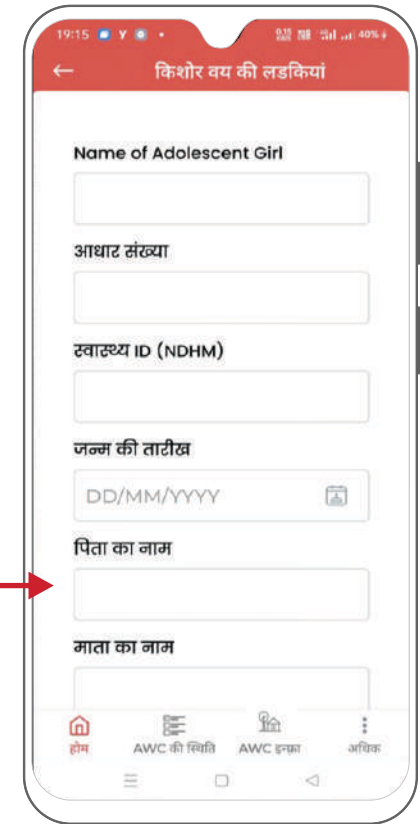 19:15
40%
किशोर वय की लडकियां
Name of Adolescent Girl
आधार संख्या
स्वास्थ्य ID (NDHM)
जन्म की तारीख
DD/MM/YYYY
पिता का नाम
माता का नाम
होम AWC की स्थिति AWC इन्फ्रा अधिक